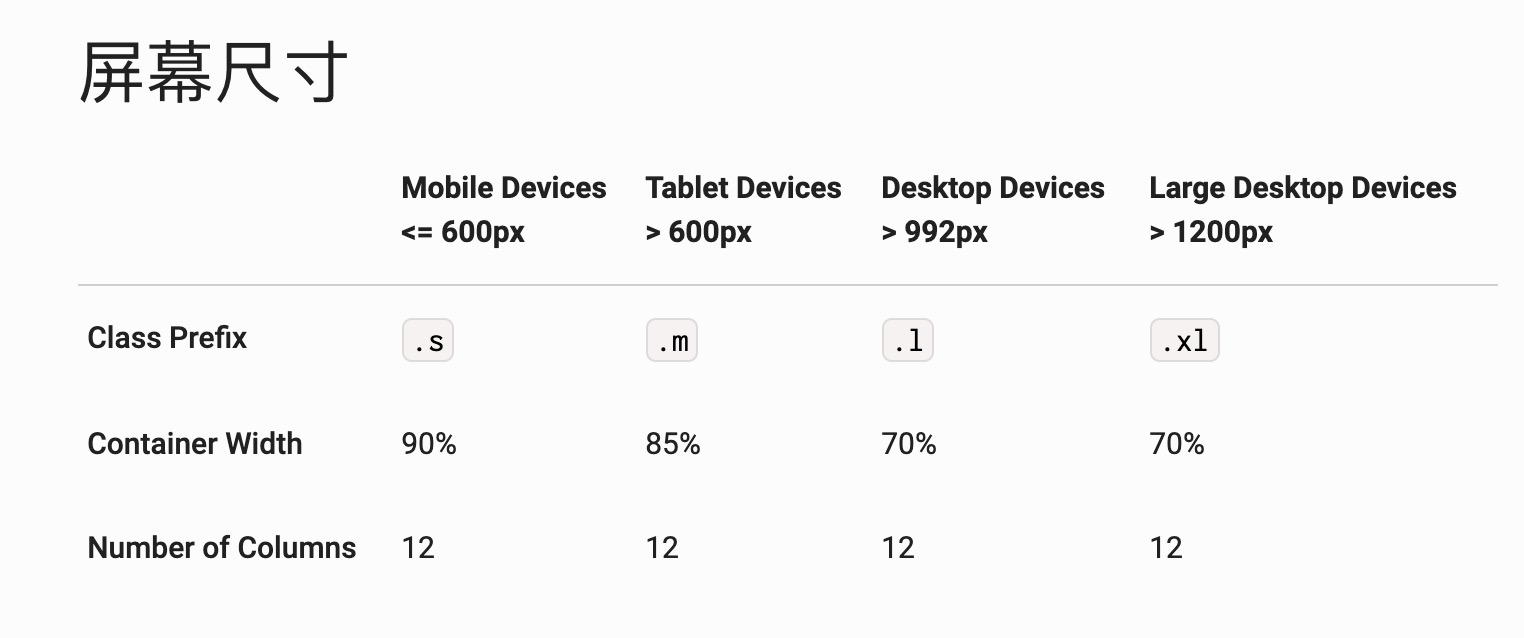 屏幕尺寸
Mobile Devices Tablet Devices Desktop Devices Large Desktop Devices
<= 600px > 600px > 992px > 1200px
Class Prefix .s .m .l .xl
Container Width 90% 85% 70% 70%
Number of Columns 12 12 12 12